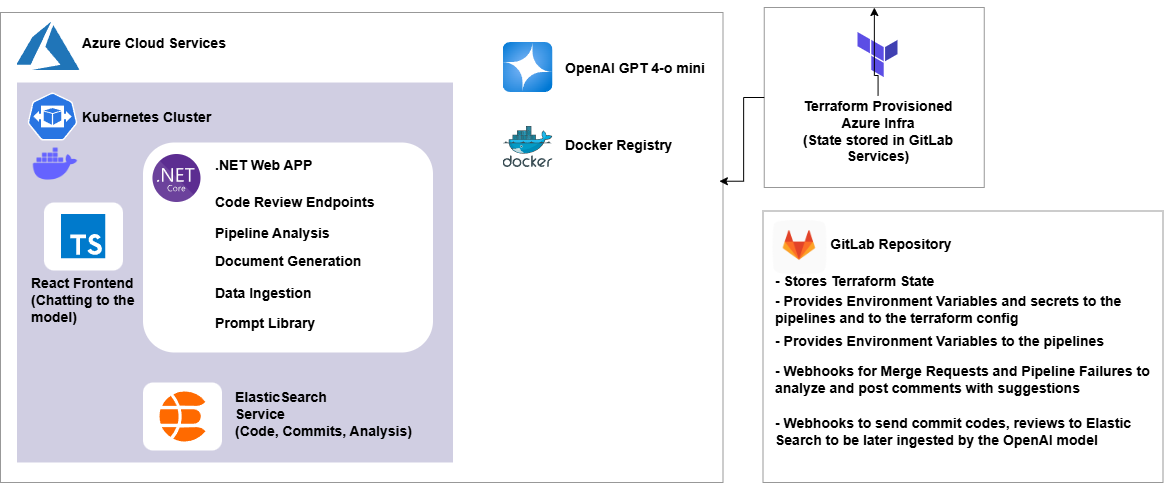 Azure Cloud Services
OpenAI GPT 4-o mini
Kubernetes Cluster
Docker Registry
docker
.NET
Core
.NET Web APP
Code Review Endpoints
Pipeline Analysis
Document Generation
Data Ingestion
Prompt Library
TS
React Frontend
(Chatting to the
model)
ElasticSearch
Service
(Code, Commits, Analysis)
Terraform Provisioned
Azure Infra
(State stored in GitLab
Services)
GitLab Repository
- Stores Terraform State
- Provides Environment Variables and secrets to the
pipelines and to the terraform config
- Provides Environment Variables to the pipelines
- Webhooks for Merge Requests and Pipeline Failures to
analyze and post comments with suggestions
- Webhooks to send commit codes, reviews to Elastic
Search to be later ingested by the OpenAI model